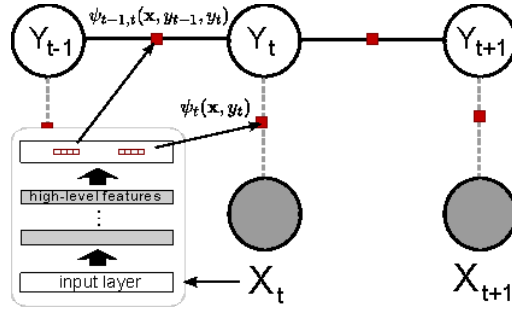 ψ_{t-1,t}(𝐱, y_{t-1}, y_t)
Y_{t-1}
Y_t
Y_{t+1}
ψ_t(𝐱, y_t)
high-level features
⋮
input layer
X_t
X_{t+1}